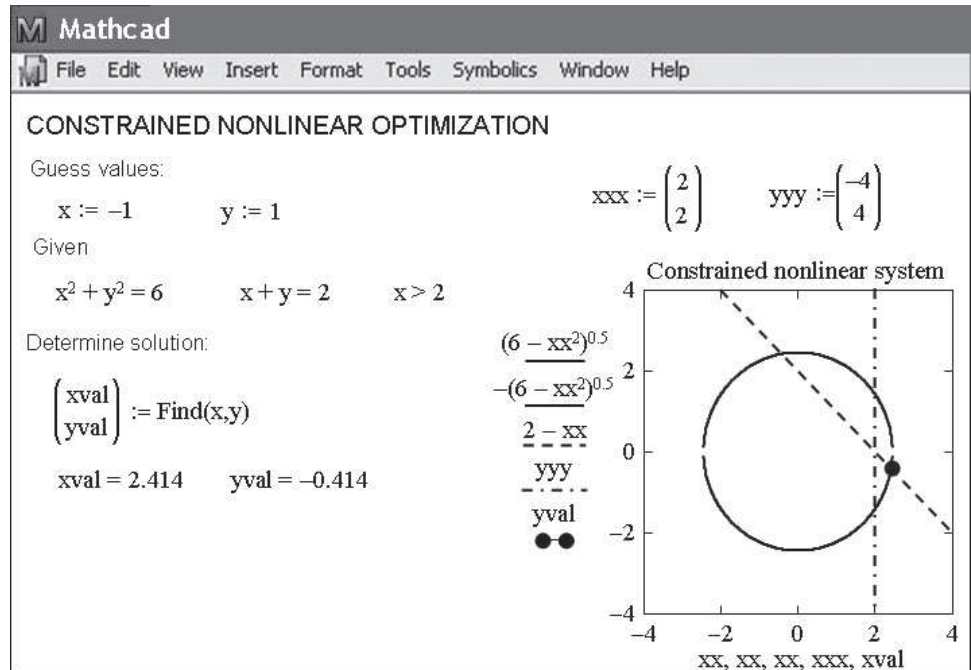 Mathcad
File Edit View Insert Format Tools Symbolics Window Help
CONSTRAINED NONLINEAR OPTIMIZATION
Guess values:
x := −1 y := 1
xxx := (2 2) yyy := (−4 4)
Given
x² + y² = 6 x + y = 2 x > 2
Determine solution:
(xval yval) := Find(x,y)
xval = 2.414 yval = −0.414
Constrained nonlinear system
(6 − xx²)^0.5
−(6 − xx²)^0.5
2 − xx
yyy
yval
4
2
0
−2
−4
−4 −2 0 2 4
xx, xx, xx, xxx, xval